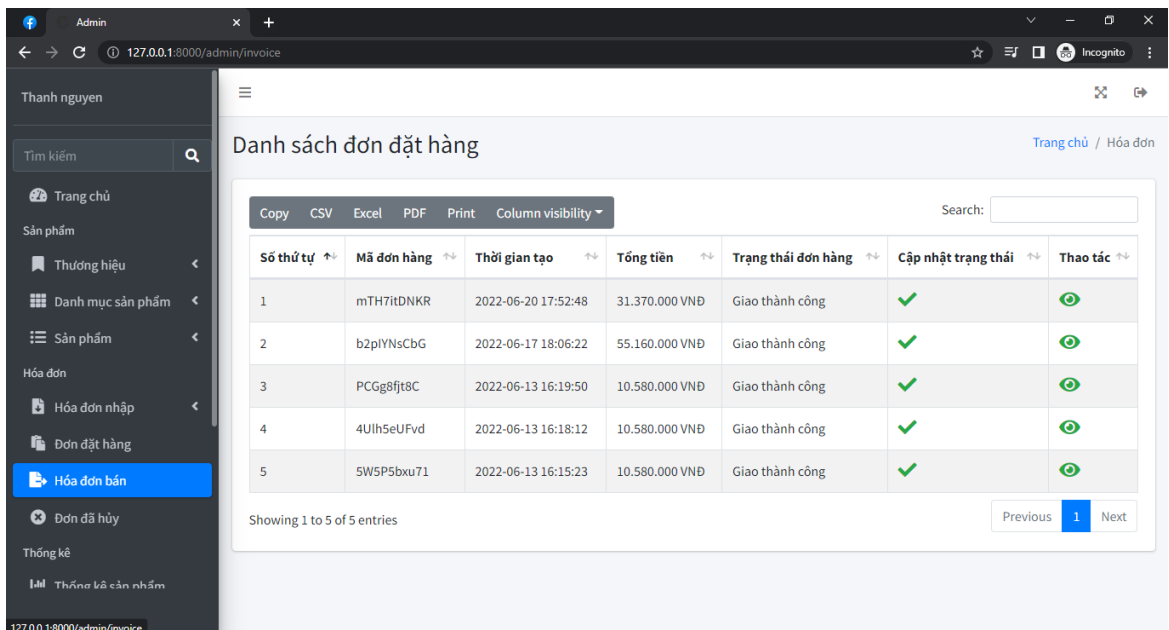 Admin
127.0.0.1:8000/admin/invoice
Incognito
Thanh nguyen
Tìm kiếm
Trang chủ
Sản phẩm
Thương hiệu
Danh mục sản phẩm
Sản phẩm
Hóa đơn
Hóa đơn nhập
Đơn đặt hàng
Hóa đơn bán
Đơn đã hủy
Thống kê
Thống kê sản phẩm
127.0.0.1:8000/admin/invoice
Danh sách đơn đặt hàng
Trang chủ / Hóa đơn
Copy CSV Excel PDF Print Column visibility
Search:
Số thứ tự Mã đơn hàng Thời gian tạo Tổng tiền Trạng thái đơn hàng Cập nhật trạng thái Thao tác
1 mTH7itDNKR 2022-06-20 17:52:48 31.370.000 VNĐ Giao thành công
2 b2pIYNsCbG 2022-06-17 18:06:22 55.160.000 VNĐ Giao thành công
3 PCGg8fjt8C 2022-06-13 16:19:50 10.580.000 VNĐ Giao thành công
4 4Ulh5eUFvd 2022-06-13 16:18:12 10.580.000 VNĐ Giao thành công
5 5W5P5bxu71 2022-06-13 16:15:23 10.580.000 VNĐ Giao thành công
Showing 1 to 5 of 5 entries
Previous 1 Next